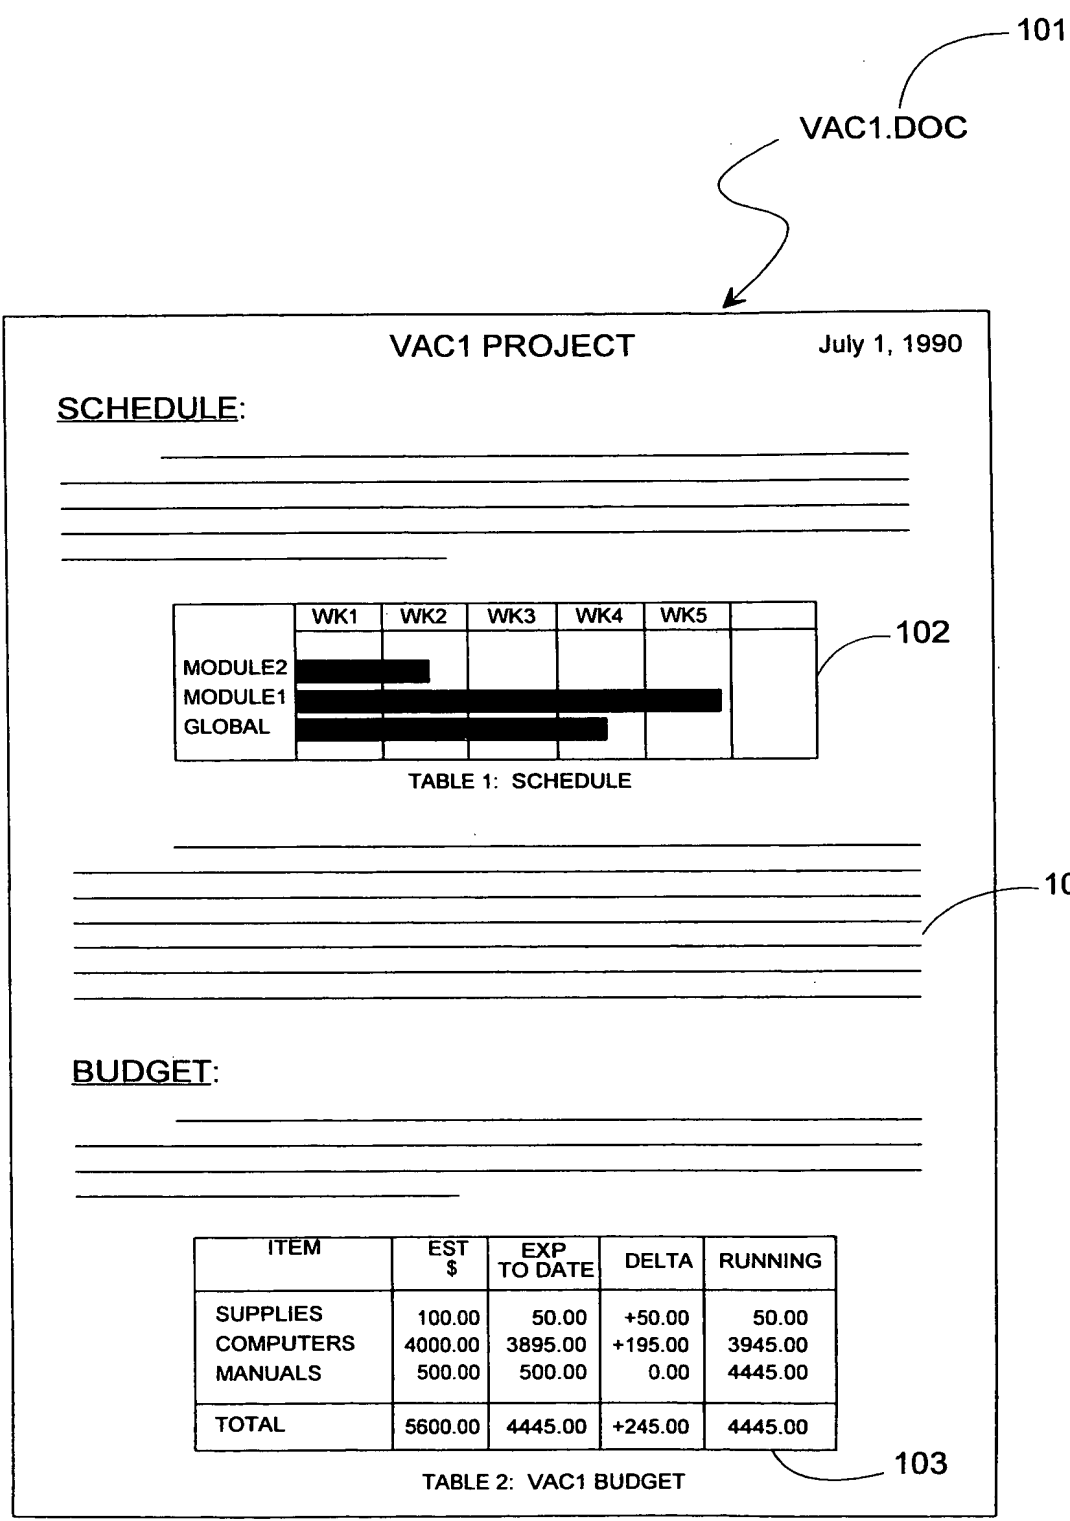 101
VAC1.DOC
VAC1 PROJECT July 1, 1990
SCHEDULE:
WK1 WK2 WK3 WK4 WK5
102
MODULE2
MODULE1
GLOBAL
TABLE 1: SCHEDULE
BUDGET:
ITEM EST $ EXP TO DATE DELTA RUNNING
SUPPLIES 100.00 50.00 +50.00 50.00
COMPUTERS 4000.00 3895.00 +195.00 3945.00
MANUALS 500.00 500.00 0.00 4445.00
TOTAL 5600.00 4445.00 +245.00 4445.00
103
TABLE 2: VAC1 BUDGET